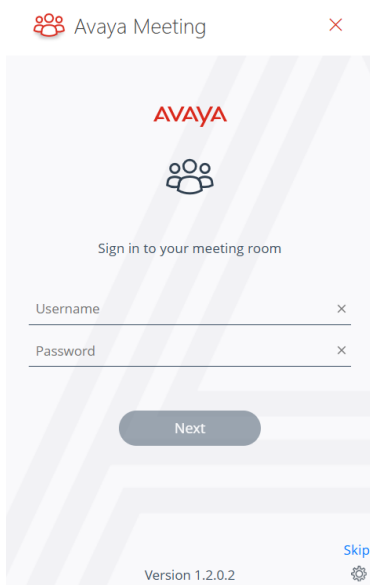 Avaya Meeting
AVAYA
Sign in to your meeting room
Username
Password
Next
Skip
Version 1.2.0.2